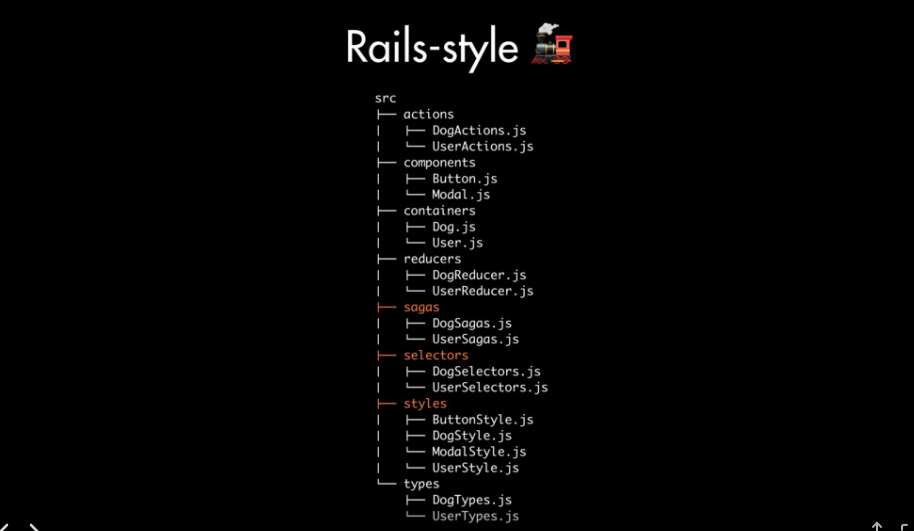 Rails-style 🚂
src
├── actions
│   ├── DogActions.js
│   └── UserActions.js
├── components
│   ├── Button.js
│   └── Modal.js
├── containers
│   ├── Dog.js
│   └── User.js
├── reducers
│   ├── DogReducer.js
│   └── UserReducer.js
├── sagas
│   ├── DogSagas.js
│   └── UserSagas.js
├── selectors
│   ├── DogSelectors.js
│   └── UserSelectors.js
├── styles
│   ├── ButtonStyle.js
│   ├── DogStyle.js
│   └── ModalStyle.js
│   └── UserStyle.js
└── types
    ├── DogTypes.js
    └── UserTypes.js